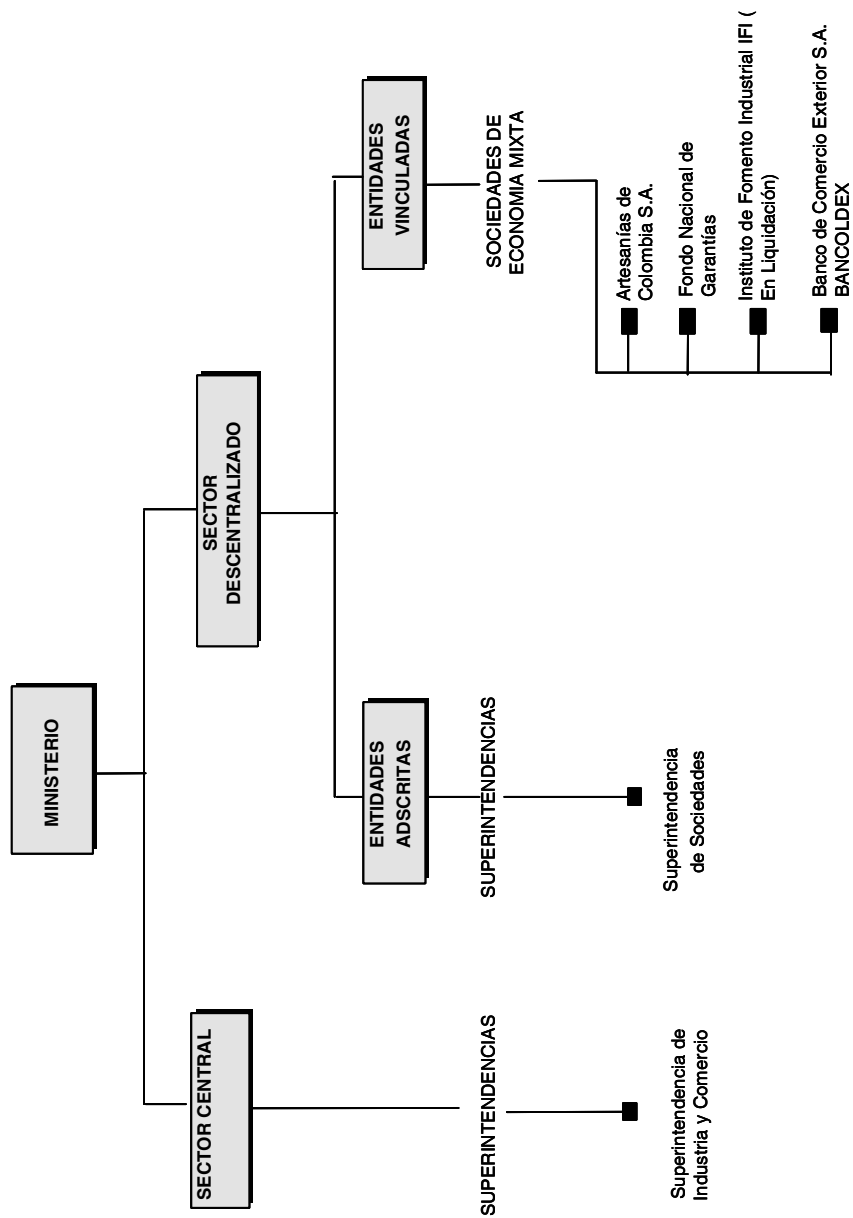 MINISTERIO
SECTOR CENTRAL
SECTOR
DESCENTRALIZADO
ENTIDADES
ADSCRITAS
ENTIDADES
VINCULADAS
SUPERINTENDENCIAS
SUPERINTENDENCIAS
SOCIEDADES DE
ECONOMIA MIXTA
Superintendencia de
Industria y Comercio
Superintendencia
de Sociedades
Artesanías de
Colombia S.A.
Fondo Nacional de
Garantías
Instituto de Fomento Industrial IFI (
En Liquidación)
Banco de Comercio Exterior S.A.
BANCOLDEX